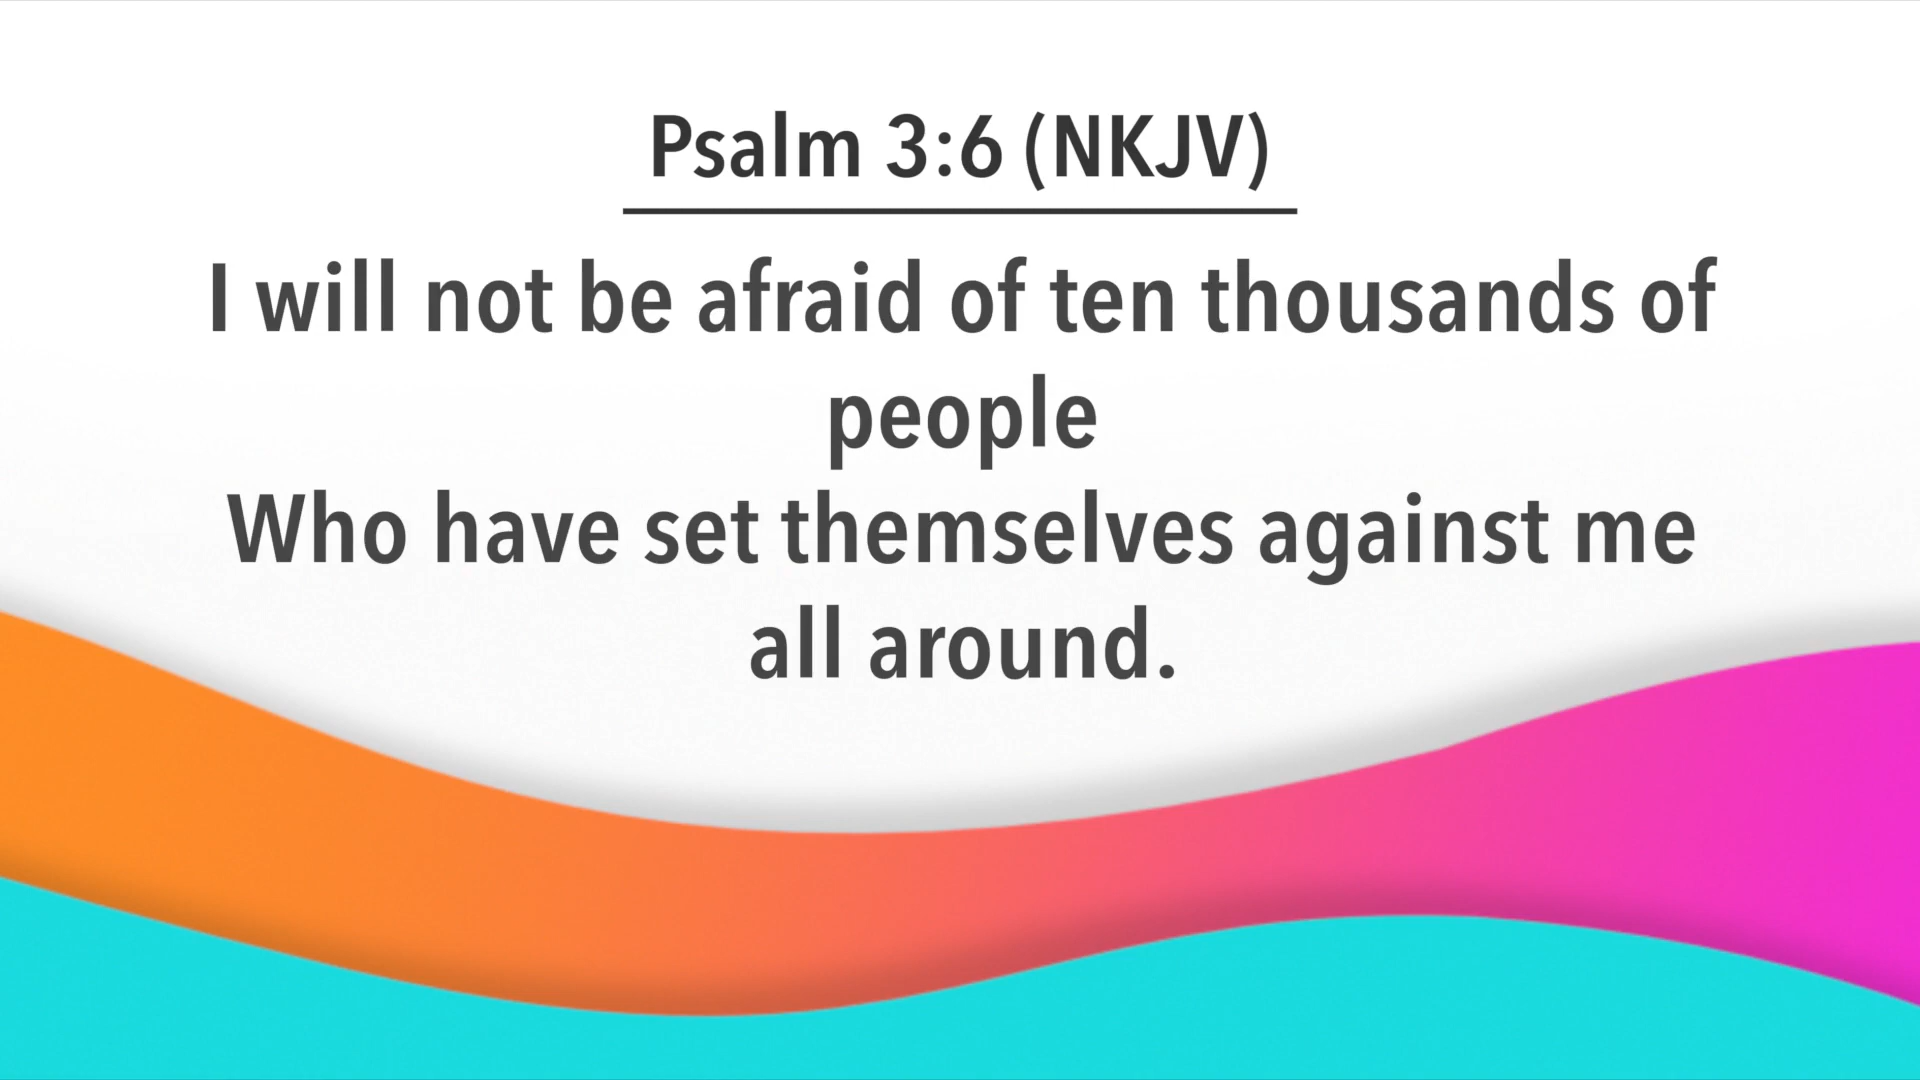 Psalm 3:6 (NKJV)
I will not be afraid of ten thousands of
people
Who have set themselves against me
all around.